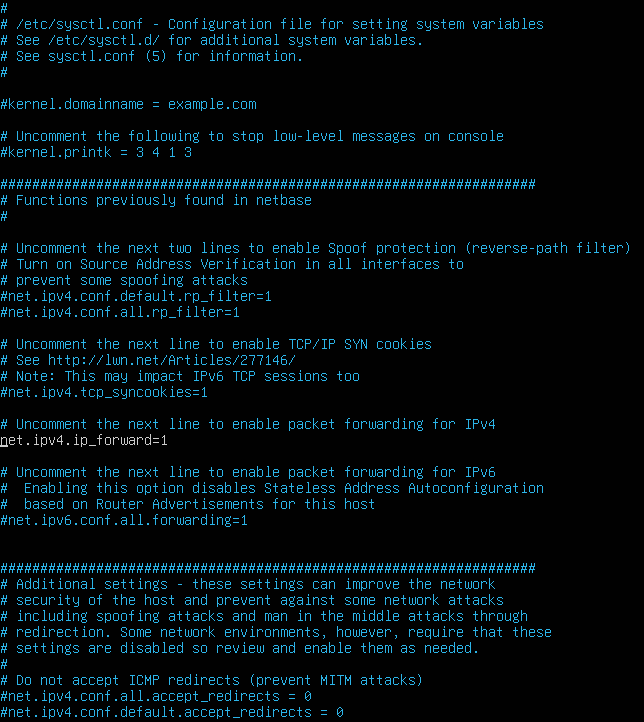 #
# /etc/sysctl.conf - Configuration file for setting system variables
# See /etc/sysctl.d/ for additional system variables.
# See sysctl.conf (5) for information.
#
#kernel.domainname = example.com
# Uncomment the following to stop low-level messages on console
#kernel.printk = 3 4 1 3
###################################################################
# Functions previously found in netbase
#
# Uncomment the next two lines to enable Spoof protection (reverse-path filter)
# Turn on Source Address Verification in all interfaces to
# prevent some spoofing attacks
#net.ipv4.conf.default.rp_filter=1
#net.ipv4.conf.all.rp_filter=1
# Uncomment the next line to enable TCP/IP SYN cookies
# See http://lwn.net/Articles/277146/
# Note: This may impact IPv6 TCP sessions too
#net.ipv4.tcp_syncookies=1
# Uncomment the next line to enable packet forwarding for IPv4
net.ipv4.ip_forward=1
# Uncomment the next line to enable packet forwarding for IPv6
#  Enabling this option disables Stateless Address Autoconfiguration
#  based on Router Advertisements for this host
#net.ipv6.conf.all.forwarding=1
###################################################################
# Additional settings - these settings can improve the network
# security of the host and prevent against some network attacks
# including spoofing attacks and man in the middle attacks through
# redirection. Some network environments, however, require that these
# settings are disabled so review and enable them as needed.
#
# Do not accept ICMP redirects (prevent MITM attacks)
#net.ipv4.conf.all.accept_redirects = 0
#net.ipv4.conf.default.accept_redirects = 0